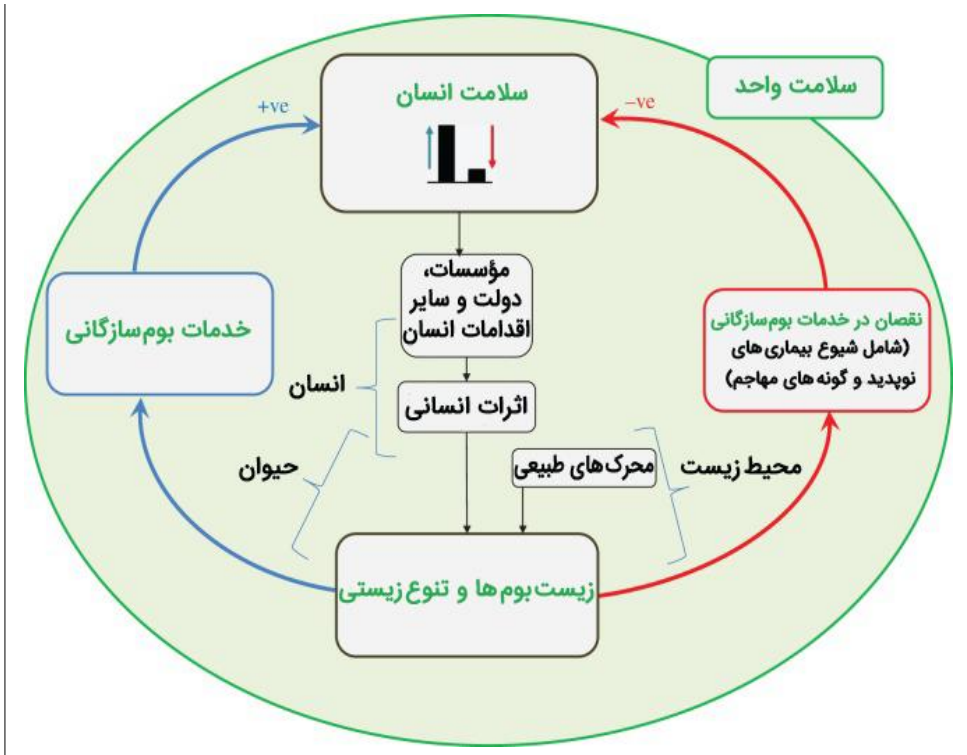 سلامت واحد
سلامت انسان
+ve
–ve
مؤسسات،
دولت و سایر
اقدامات انسان
خدمات بوم‌سازگانی
نقصان در خدمات بوم‌سازگانی
(شامل شیوع بیماری‌های
نوپدید و گونه‌های مهاجم)
انسان
اثرات انسانی
حیوان
محیط زیست
محرک‌های طبیعی
زیست‌بوم‌ها و تنوع زیستی